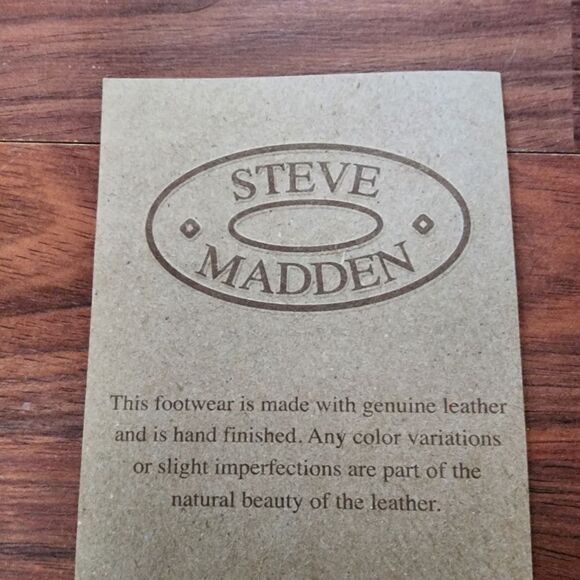 STEVE
MADDEN
This footwear is made with genuine leather
and is hand finished. Any color variations
or slight imperfections are part of the
natural beauty of the leather.